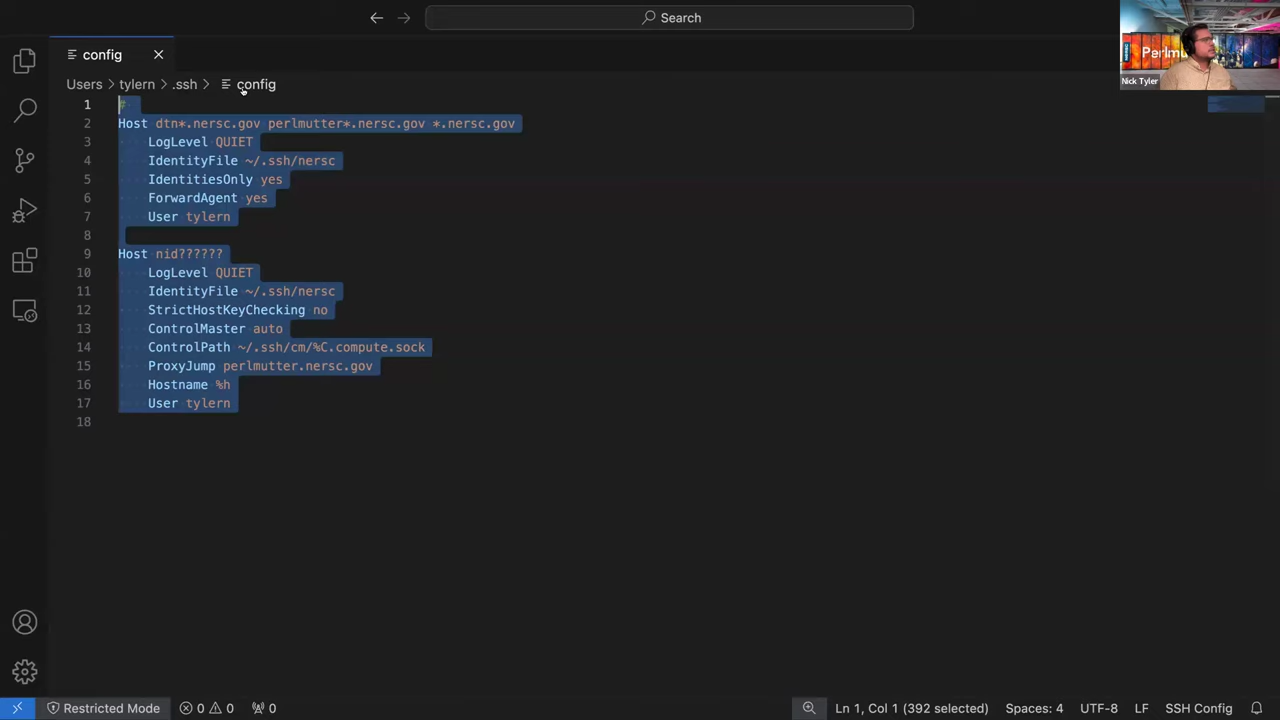 Search
config
Users tylern .ssh config
1 #
2 Host dtn*.nersc.gov perlmutter*.nersc.gov *.nersc.gov
3 LogLevel QUIET
4 IdentityFile ~/.ssh/nersc
5 IdentitiesOnly yes
6 ForwardAgent yes
7 User tylern
8
9 Host nid??????
10 LogLevel QUIET
11 IdentityFile ~/.ssh/nersc
12 StrictHostKeyChecking no
13 ControlMaster auto
14 ControlPath ~/.ssh/cm/%C.compute.sock
15 ProxyJump perlmutter.nersc.gov
16 Hostname %h
17 User tylern
18
Nick Tyler
Restricted Mode 0 0 0 Ln 1, Col 1 (392 selected) Spaces: 4 UTF-8 LF SSH Config